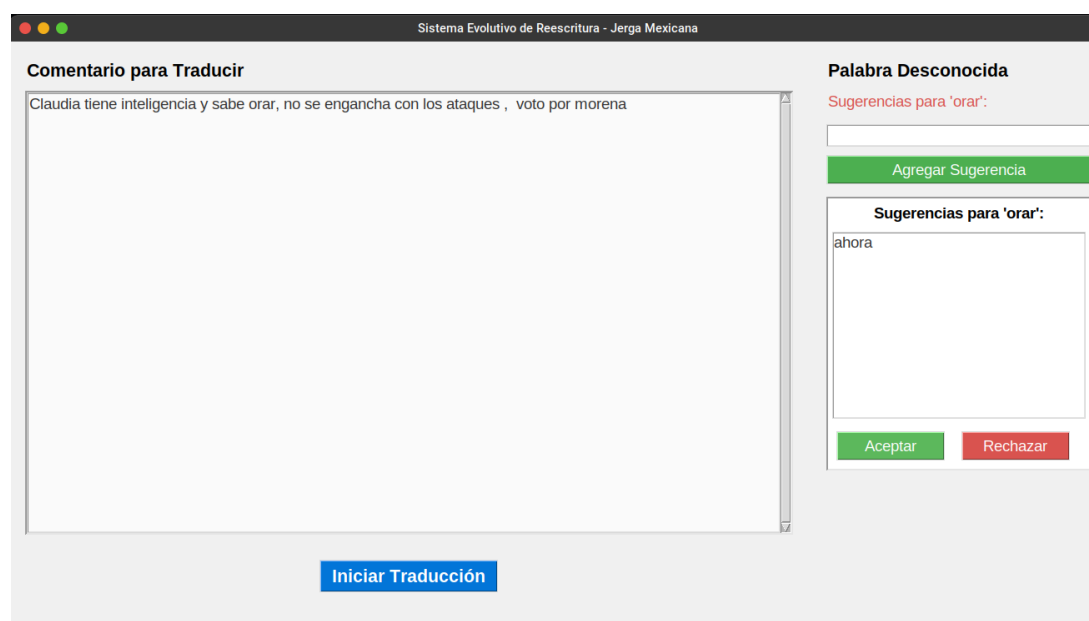 Sistema Evolutivo de Reescritura - Jerga Mexicana
Comentario para Traducir
Claudia tiene inteligencia y sabe orar, no se engancha con los ataques ,  voto por morena
Iniciar Traducción
Palabra Desconocida
Sugerencias para 'orar':
Agregar Sugerencia
Sugerencias para 'orar':
ahora
Aceptar Rechazar